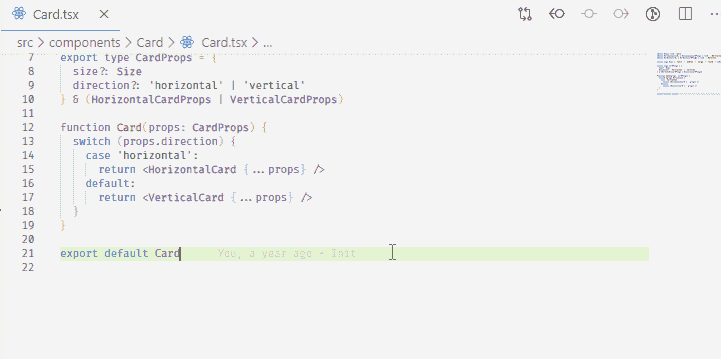 Card.tsx
src > components > Card > Card.tsx > ...
7 export type CardProps = {
8 size?: Size
9 direction?: 'horizontal' | 'vertical'
10 } & (HorizontalCardProps | VerticalCardProps)
11
12 function Card(props: CardProps) {
13 switch (props.direction) {
14 case 'horizontal':
15 return <HorizontalCard {...props} />
16 default:
17 return <VerticalCard {...props} />
18 }
19 }
20
21 export default Card You, a year ago • Init
22